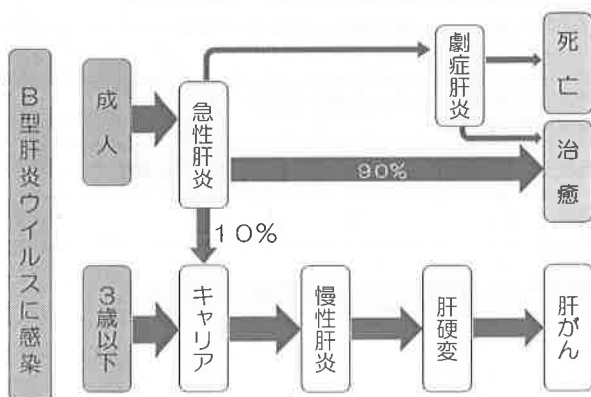 B型肝炎ウイルスに感染
成人
急性肝炎
劇症肝炎
死亡
治癒
90%
10%
3歳以下
キャリア
慢性肝炎
肝硬変
肝がん